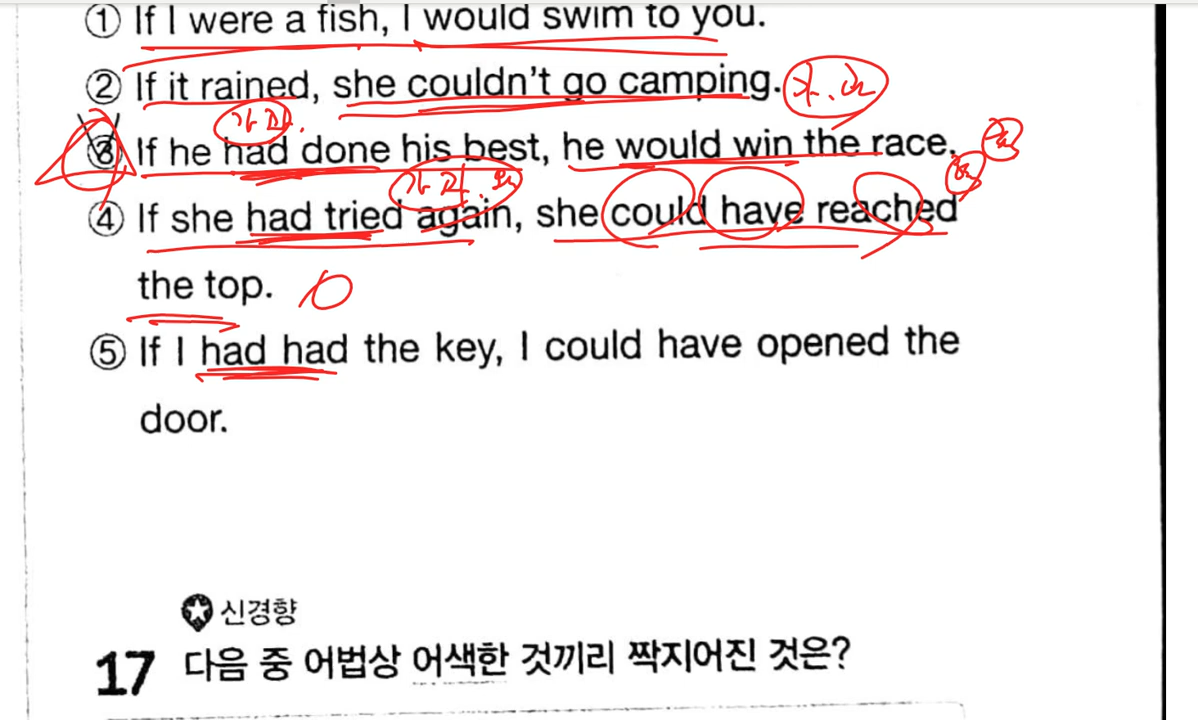 ① If I were a fish, I would swim to you.
② If it rained, she couldn't go camping.
가 과.
③ If he had done his best, he would win the race.
가 과. 완
④ If she had tried again, she could have reached
the top.
⑤ If I had had the key, I could have opened the
door.
신경향
17 다음 중 어법상 어색한 것끼리 짝지어진 것은?